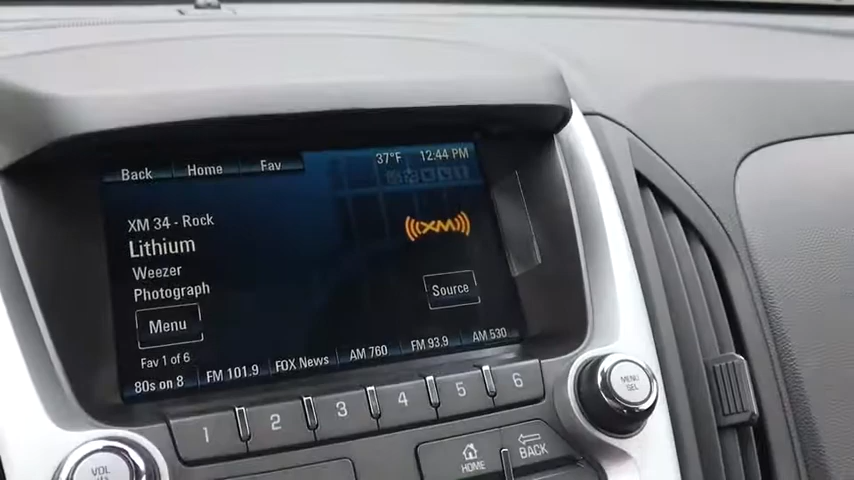 Back Home Fav 37°F 12:44 PM
XM 34 - Rock
Lithium
XM
Weezer
Photograph
Source
Menu
Fav 1 of 6
80s on 8 FM 101.9 FOX News AM 760 FM 93.9 AM 530
1 2 3 4 5 6
MENU
SEL
VOL
HOME BACK